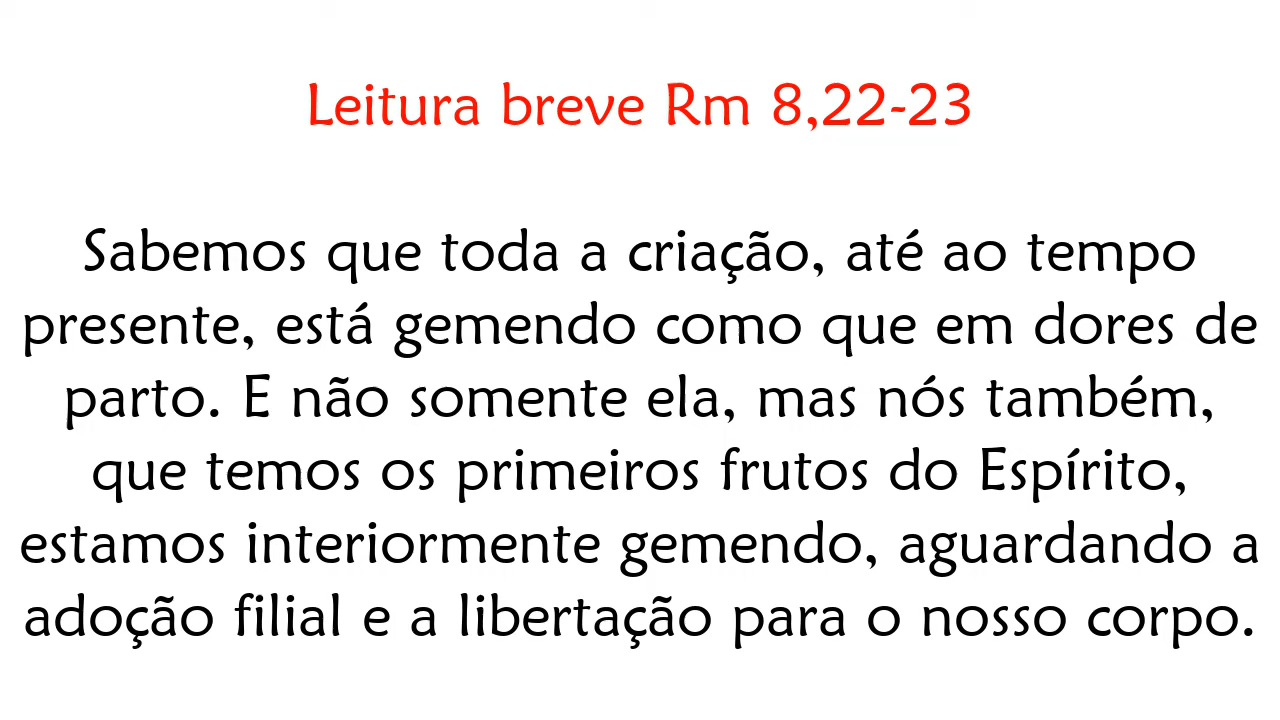 Leitura breve Rm 8,22-23
Sabemos que toda a criação, até ao tempo
presente, está gemendo como que em dores de
parto. E não somente ela, mas nós também,
que temos os primeiros frutos do Espírito,
estamos interiormente gemendo, aguardando a
adoção filial e a libertação para o nosso corpo.